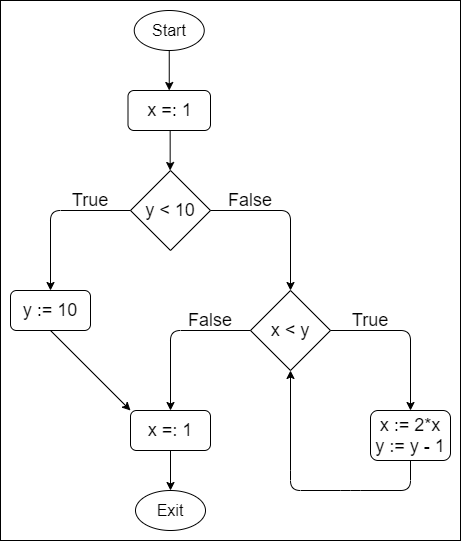 Start
x =: 1
y < 10
True
False
y := 10
x < y
False
True
x =: 1
x := 2*x
y := y - 1
Exit